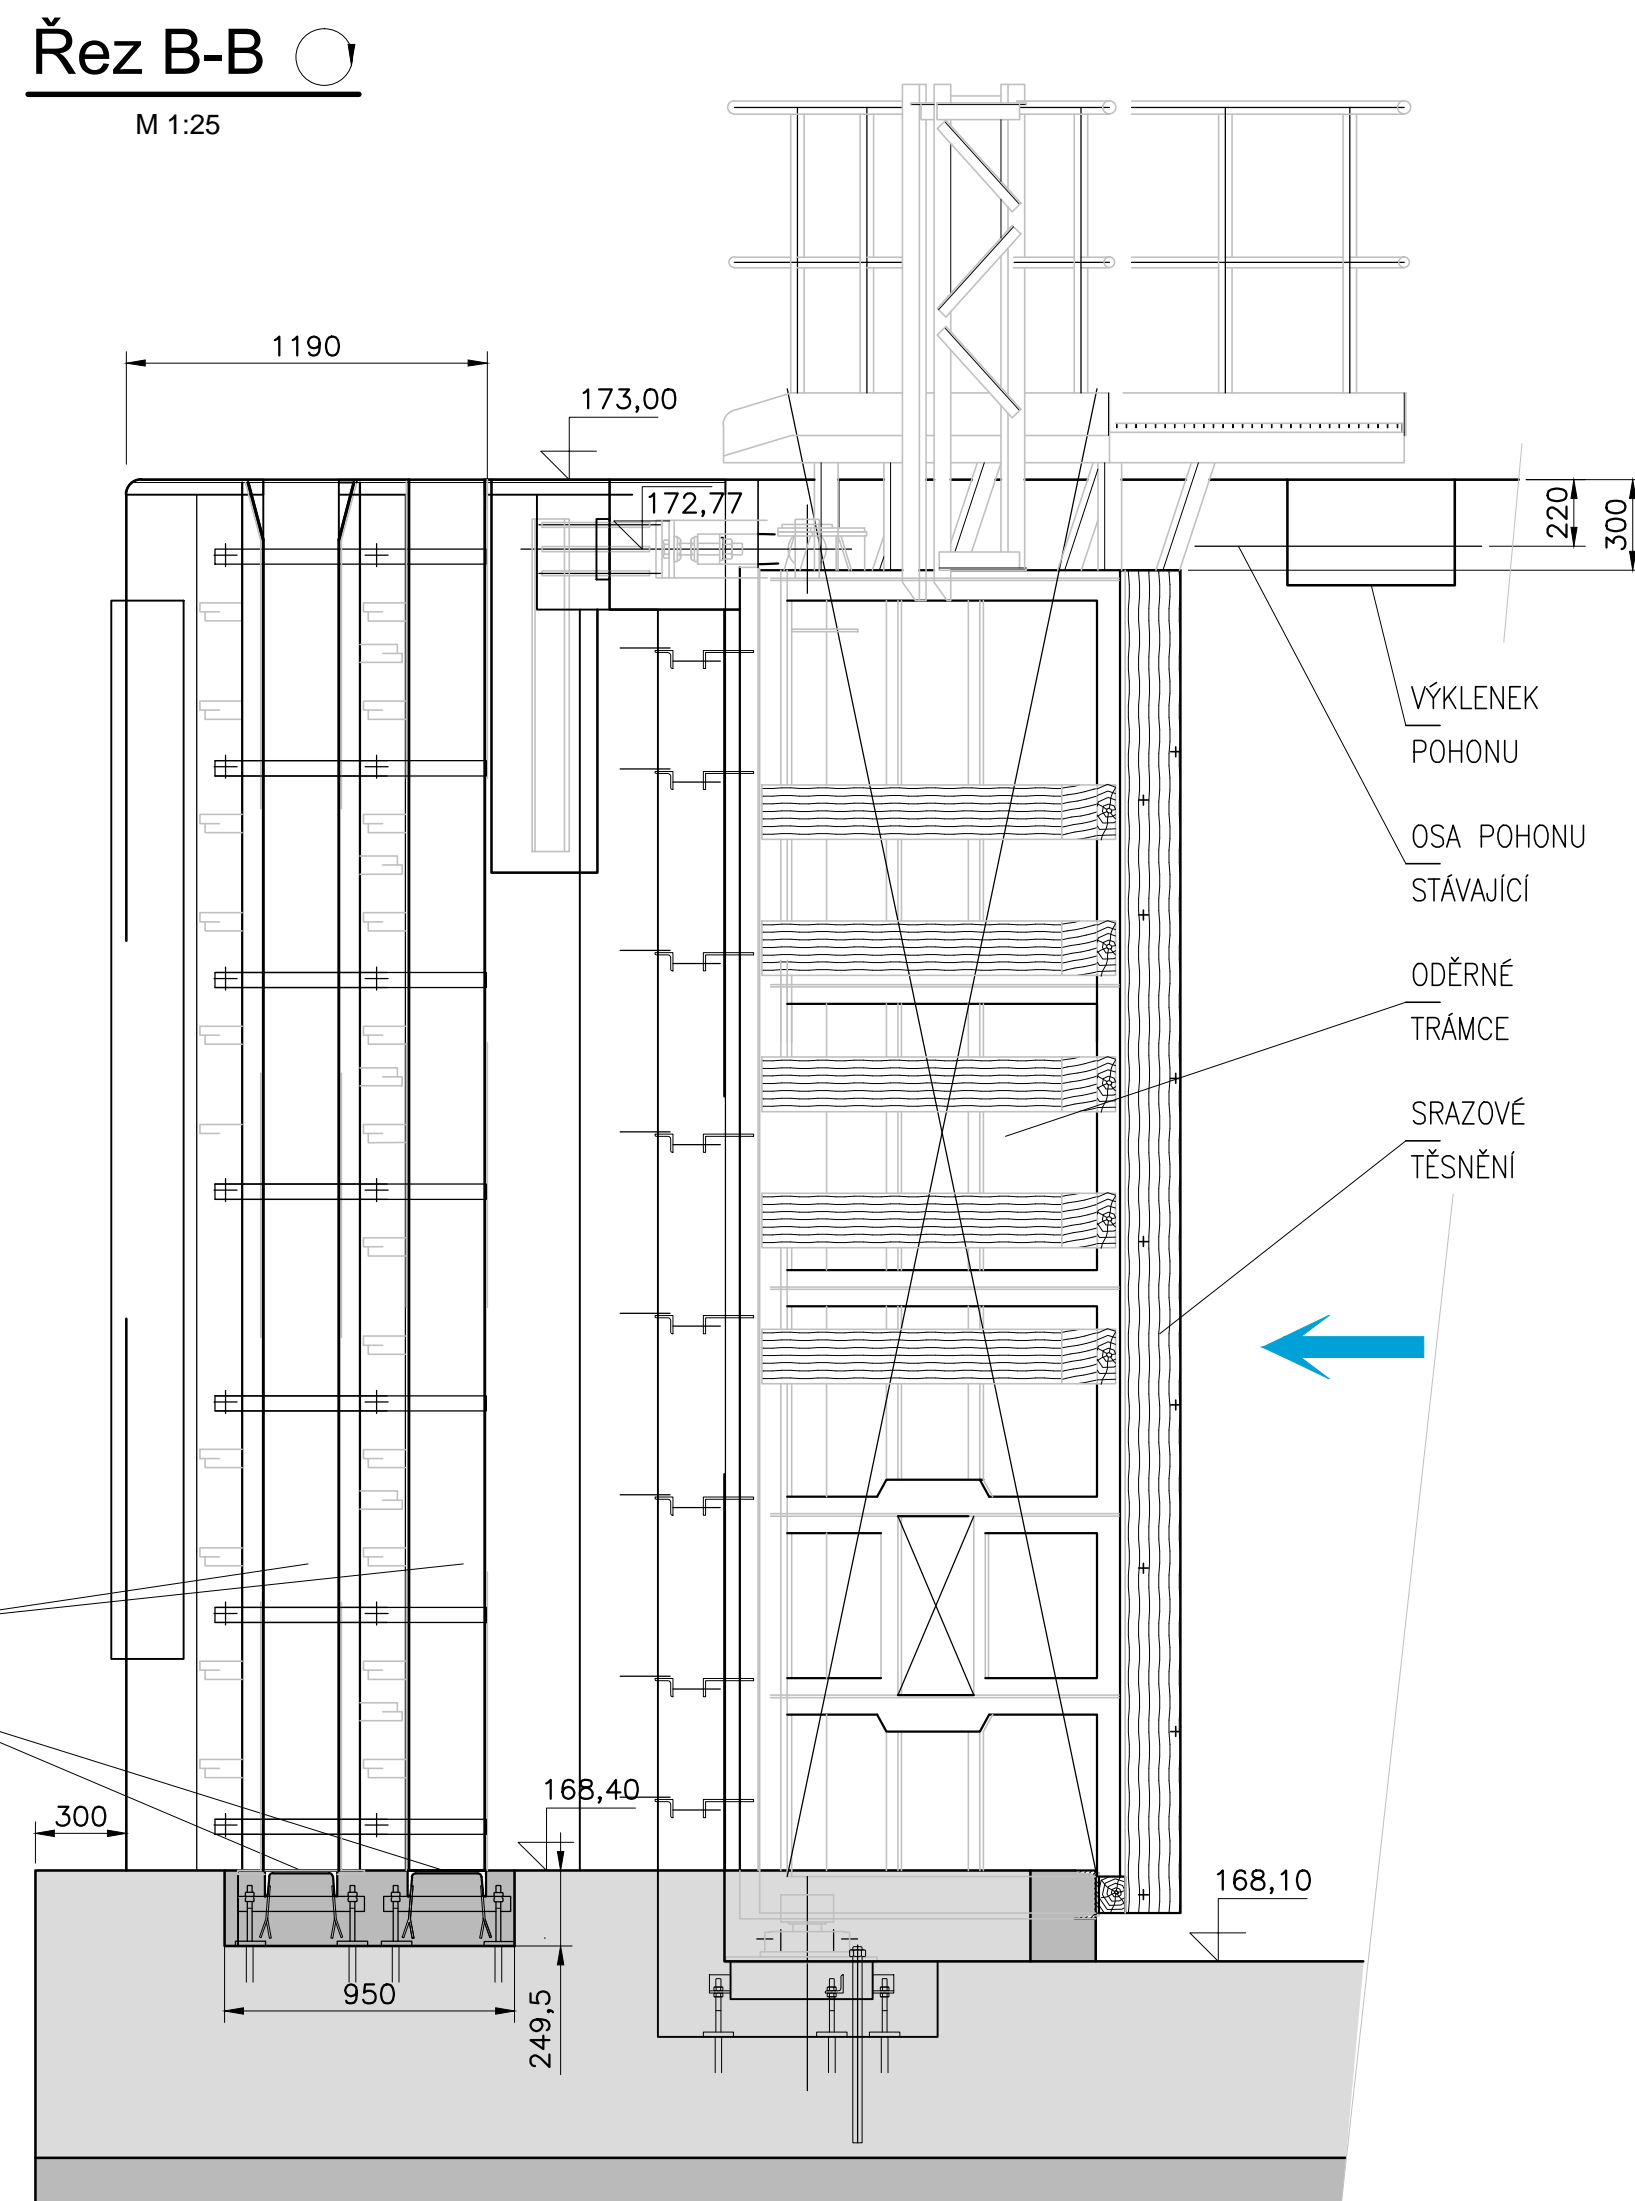 Řez B-B
M 1:25
1190
173,00
172,77
220
300
VÝKLENEK
POHONU
OSA POHONU
STÁVAJÍCÍ
ODĚRNÉ
TRÁMCE
SRAZOVÉ
TĚSNĚNÍ
168,40
300
168,10
950
249,5